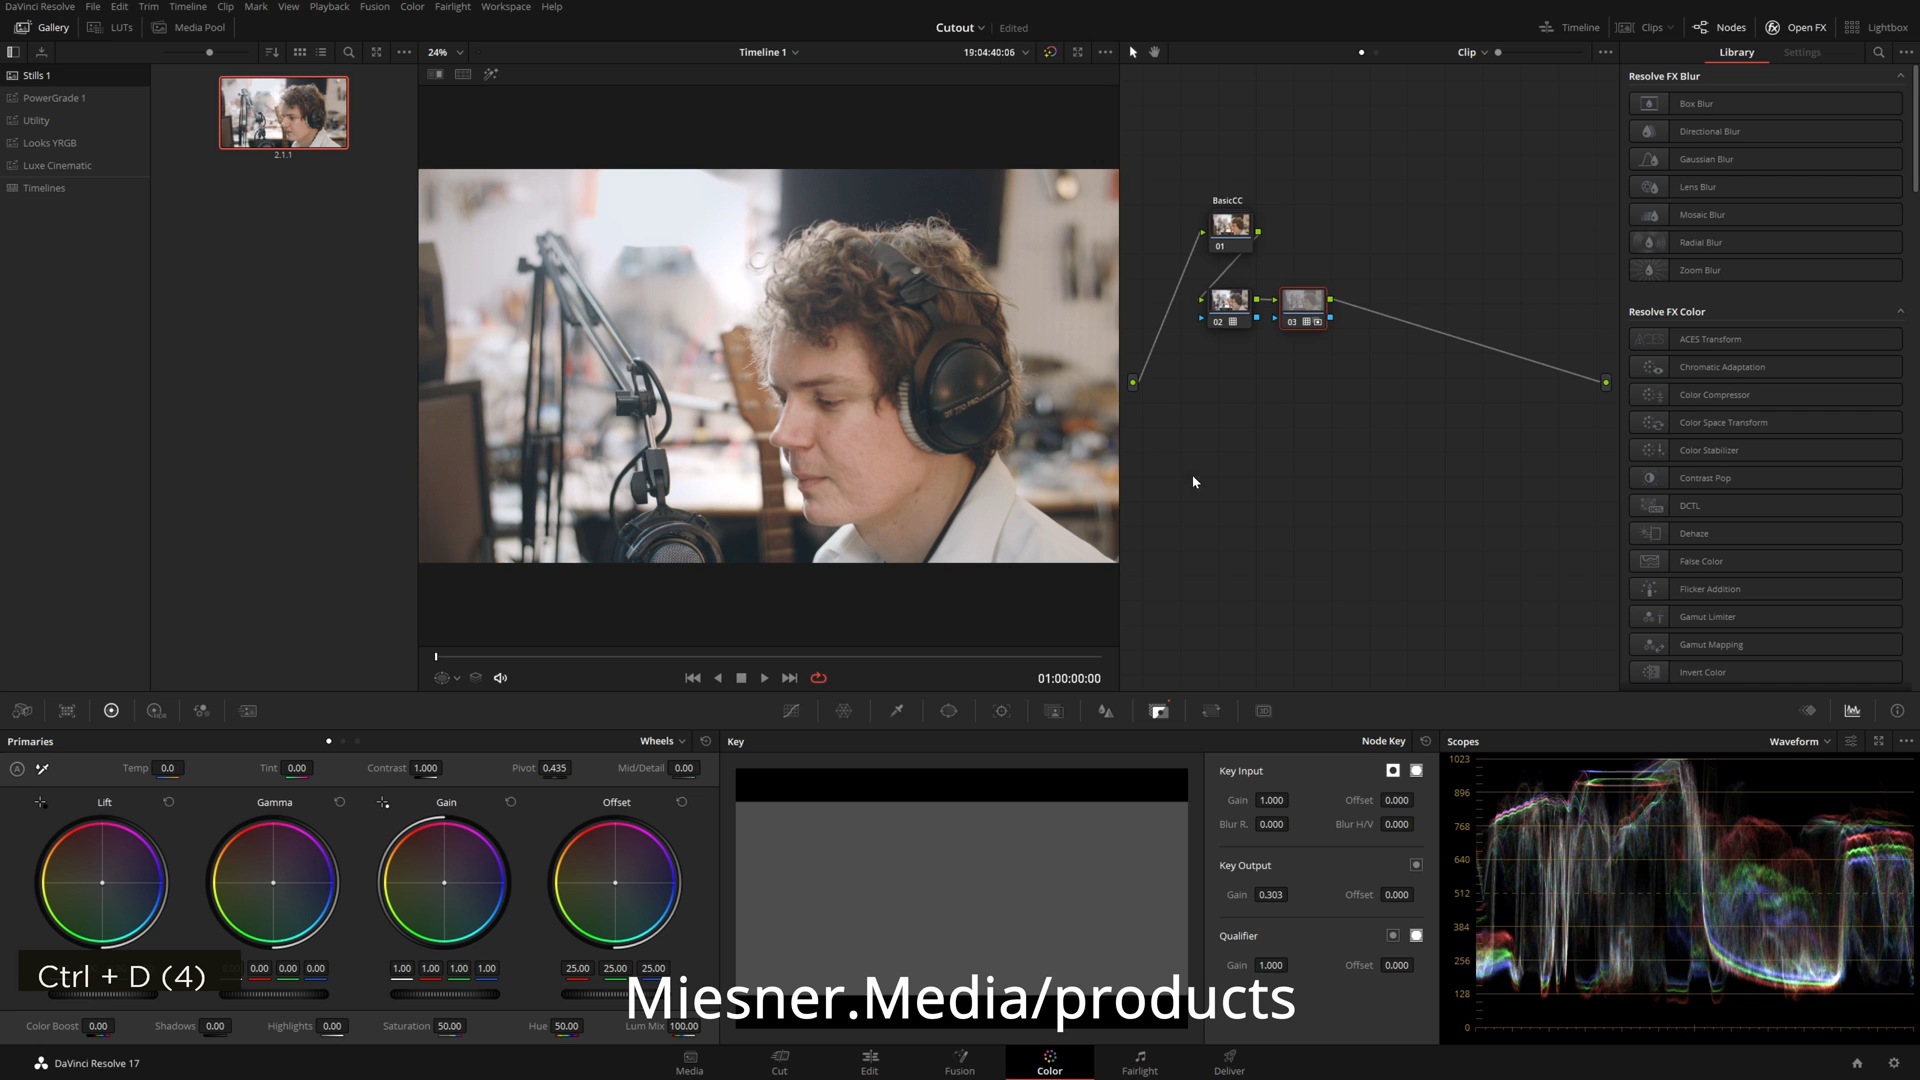 DaVinci Resolve File Edit Trim Timeline Clip Mark View Playback Fusion Color Fairlight Workspace Help
Gallery LUTs Media Pool Cutout Edited Timeline Clips Nodes Open FX Lightbox
24% Timeline 1 19:04:40:06 Clip Library Settings
Stills 1
PowerGrade 1
Utility
Looks YRGB
Luxe Cinematic
Timelines
2.1.1
DT 770 PRO
BasicCC
01
02
03
Resolve FX Blur
Box Blur
Directional Blur
Gaussian Blur
Lens Blur
Mosaic Blur
Radial Blur
Zoom Blur
Resolve FX Color
ACES Transform
Chromatic Adaptation
Color Compressor
Color Space Transform
Color Stabilizer
Contrast Pop
DCTL
Dehaze
False Color
Flicker Addition
Gamut Limiter
Gamut Mapping
Invert Color
01:00:00:00
Primaries Wheels
Temp 0.0 Tint 0.00 Contrast 1.000 Pivot 0.435 Mid/Detail 0.00
Lift Gamma Gain Offset
0.00 0.00 0.00 1.00 1.00 1.00 1.00 25.00 25.00 25.00
Ctrl + D (4)
Color Boost 0.00 Shadows 0.00 Highlights 0.00 Saturation 50.00 Hue 50.00 Lum Mix 100.00
Key Node Key
Key Input
Gain 1.000 Offset 0.000
Blur R. 0.000 Blur H/V 0.000
Key Output
Gain 0.303 Offset 0.000
Qualifier
Gain 1.000 Offset 0.000
Scopes Waveform
1023
896
768
640
512
384
256
128
0
Miesner.Media/products
DaVinci Resolve 17 Media Cut Edit Fusion Color Fairlight Deliver